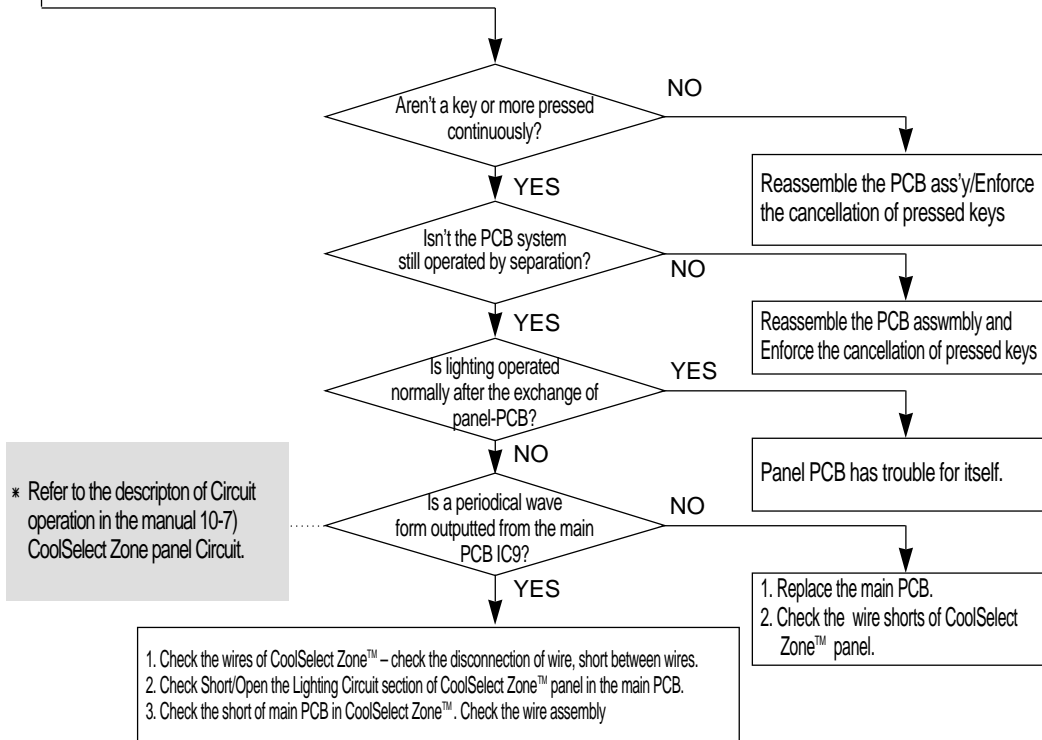 Aren't a key or more pressed
continuously?
NO
Reassemble the PCB ass'y/Enforce
the cancellation of pressed keys
YES
Isn't the PCB system
still operated by separation?
NO
Reassemble the PCB asswmbly and
Enforce the cancellation of pressed keys
YES
Is lighting operated
normally after the exchange of
panel-PCB?
YES
Panel PCB has trouble for itself.
NO
* Refer to the descripton of Circuit
operation in the manual 10-7)
CoolSelect Zone panel Circuit.
Is a periodical wave
form outputted from the main
PCB IC9?
NO
1. Replace the main PCB.
2. Check the wire shorts of CoolSelect
Zone™ panel.
YES
1. Check the wires of CoolSelect Zone™ – check the disconnection of wire, short between wires.
2. Check Short/Open the Lighting Circuit section of CoolSelect Zone™ panel in the main PCB.
3. Check the short of main PCB in CoolSelect Zone™. Check the wire assembly